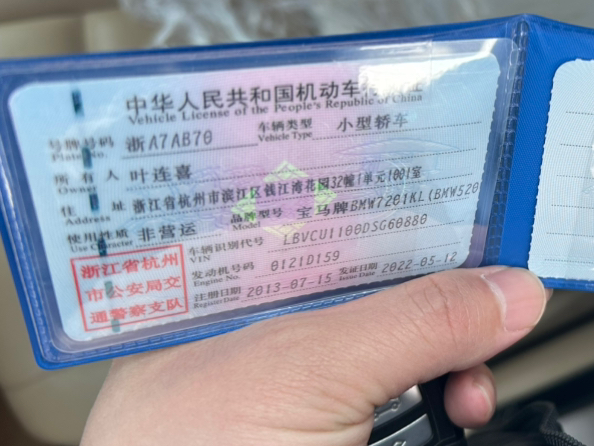 中华人民共和国机动车行驶证
Vehicle License of the People's Republic of China
号牌号码 浙A7AB70 车辆类型 小型轿车
Plate No. Vehicle Type
所有人 叶连喜
Owner
住址 浙江省杭州市滨江区钱江湾花园32幢1单元1001室
Address
使用性质 非营运 品牌型号 宝马牌BMW7201KL(BMW520
Use Character Model
车辆识别代号 LBVCU1100DSG60880
VIN
发动机号码 0121D159
Engine No.
注册日期 2013-07-15 发证日期 2022-05-12
Register Date Issue Date
浙江省杭州
市公安局交
通警察支队